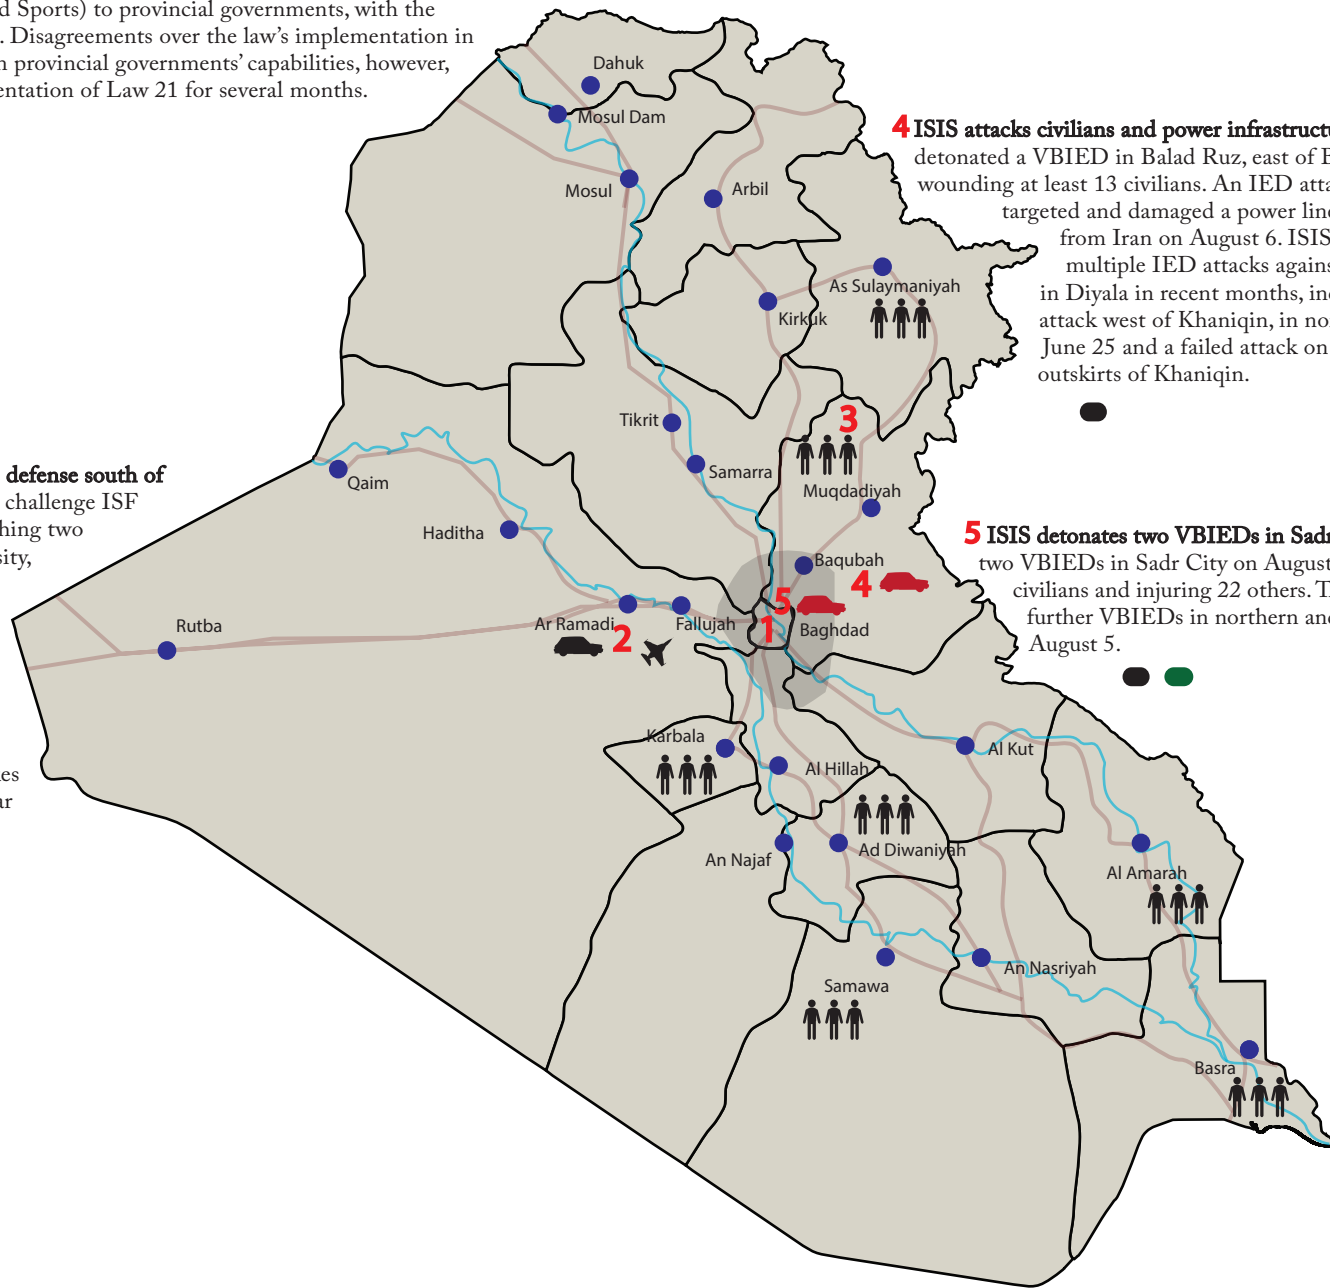 d Sports) to provincial governments, with the
. Disagreements over the law's implementation in
provincial governments' capabilities, however,
entation of Law 21 for several months.
Dahuk
Mosul Dam
Mosul
Arbil
4 ISIS attacks civilians and power infrastructu
detonated a VBIED in Balad Ruz, east of B
wounding at least 13 civilians. An IED atta
targeted and damaged a power line
from Iran on August 6. ISIS
multiple IED attacks agains
in Diyala in recent months, inc
attack west of Khaniqin, in no
June 25 and a failed attack on
outskirts of Khaniqin.
As Sulaymaniyah
Kirkuk
Tikrit
3
Samarra
Muqdadiyah
defense south of
challenge ISF
hing two
sity,
Qaim
Haditha
5 ISIS detonates two VBIEDs in Sadr
two VBIEDs in Sadr City on August
civilians and injuring 22 others. T
further VBIEDs in northern and
August 5.
Baqubah
4
5
Rutba
Ar Ramadi
2
Fallujah
1
Baghdad
Karbala
Al Kut
Al Hillah
es
ar
An Najaf
Ad Diwaniyah
Al Amarah
Samawa
An Nasriyah
Basra